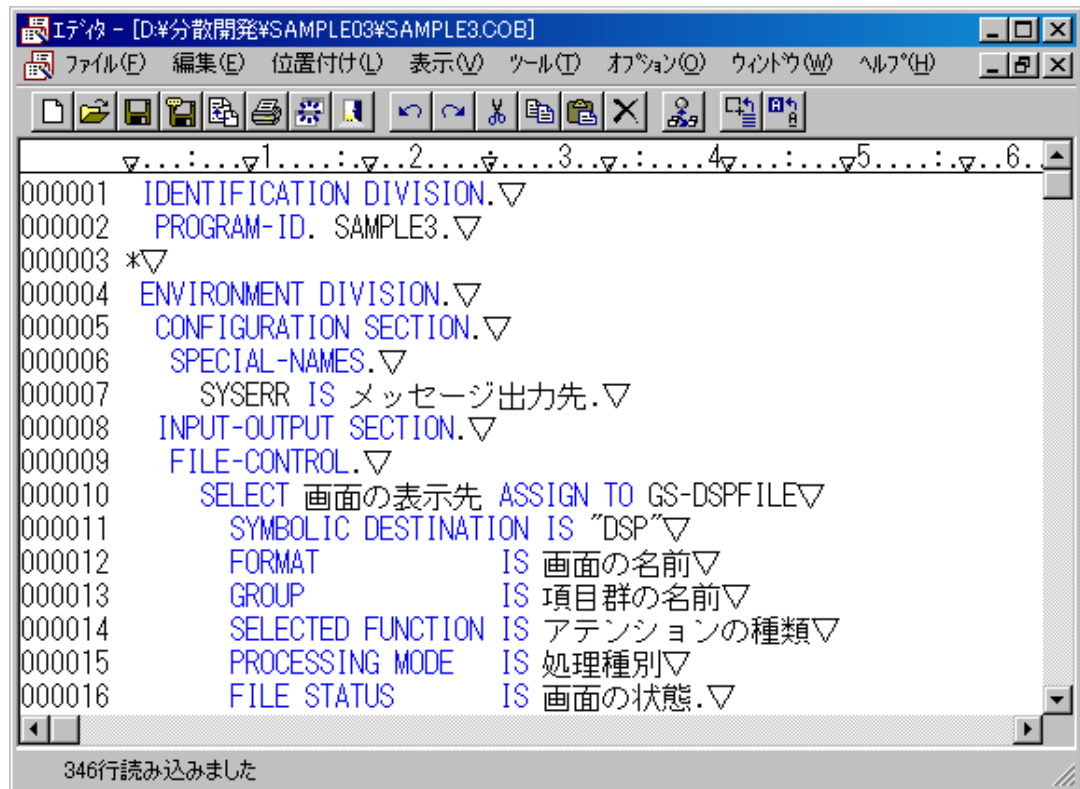 エディタ - [D:¥分散開発¥SAMPLE03¥SAMPLE3.COB]
ファイル(F) 編集(E) 位置付け(L) 表示(V) ツール(T) オプション(O) ウィンドウ(W) ヘルプ(H)
▽...:...▽1....:.▽..2....▽....3..▽.:....4▽...:...▽5....:.▽..6.
000001 IDENTIFICATION DIVISION.▽
000002 PROGRAM-ID. SAMPLE3.▽
000003 *▽
000004 ENVIRONMENT DIVISION.▽
000005 CONFIGURATION SECTION.▽
000006 SPECIAL-NAMES.▽
000007 SYSERR IS メッセージ出力先.▽
000008 INPUT-OUTPUT SECTION.▽
000009 FILE-CONTROL.▽
000010 SELECT 画面の表示先 ASSIGN TO GS-DSPFILE▽
000011 SYMBOLIC DESTINATION IS "DSP"▽
000012 FORMAT IS 画面の名前▽
000013 GROUP IS 項目群の名前▽
000014 SELECTED FUNCTION IS アテンションの種類▽
000015 PROCESSING MODE IS 処理種別▽
000016 FILE STATUS IS 画面の状態.▽
346行読み込みました